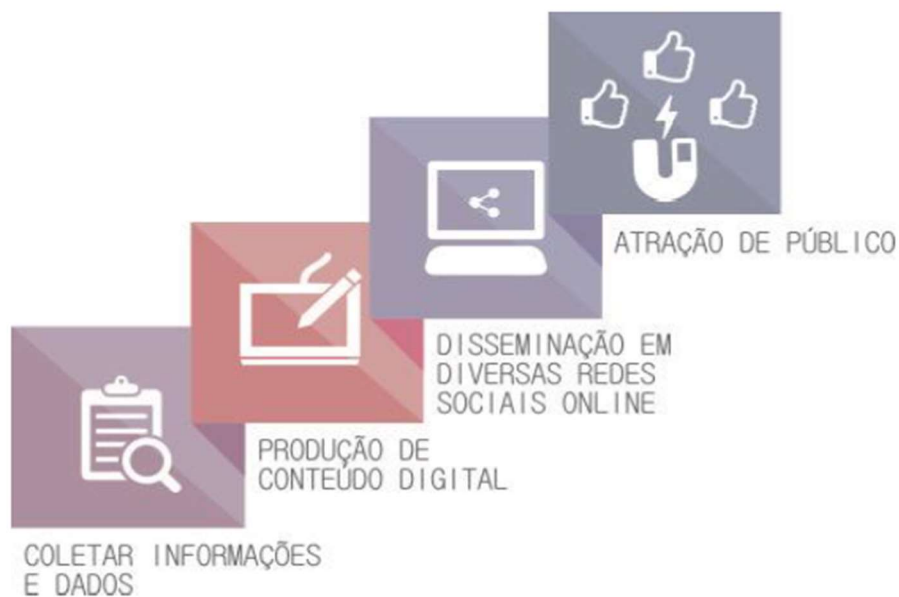 ATRAÇÃO DE PÚBLICO
DISSEMINAÇÃO EM
DIVERSAS REDES
SOCIAIS ONLINE
PRODUÇÃO DE
CONTEÚDO DIGITAL
COLETAR INFORMAÇÕES
E DADOS